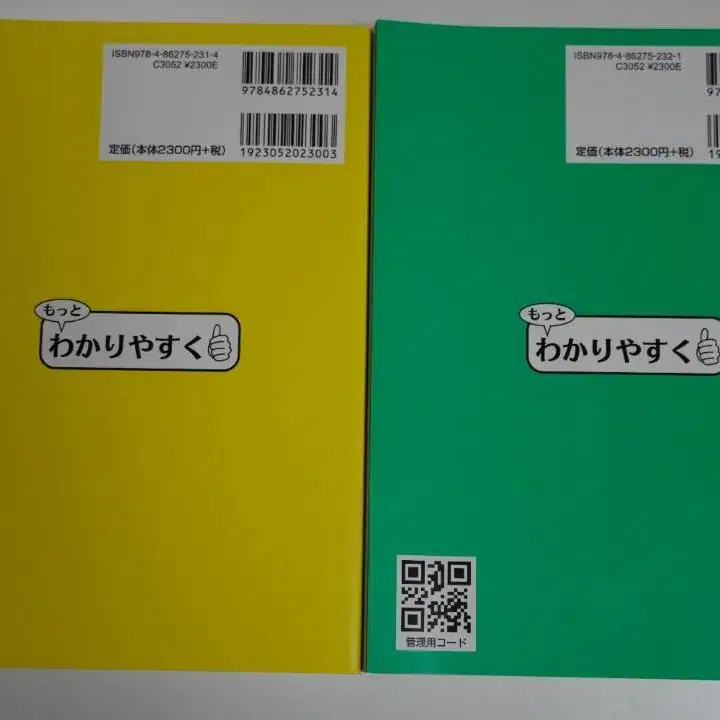 ISBN978-4-86275-231-4
C3052 ¥2300E
9784862752314
定価(本体2300円+税)
1923052023003
もっと
わかりやすく
ISBN978-4-86275-232-1
C3052 ¥2300E
97
定価(本体2300円+税)
19
もっと
わかりやすく
管理用コード